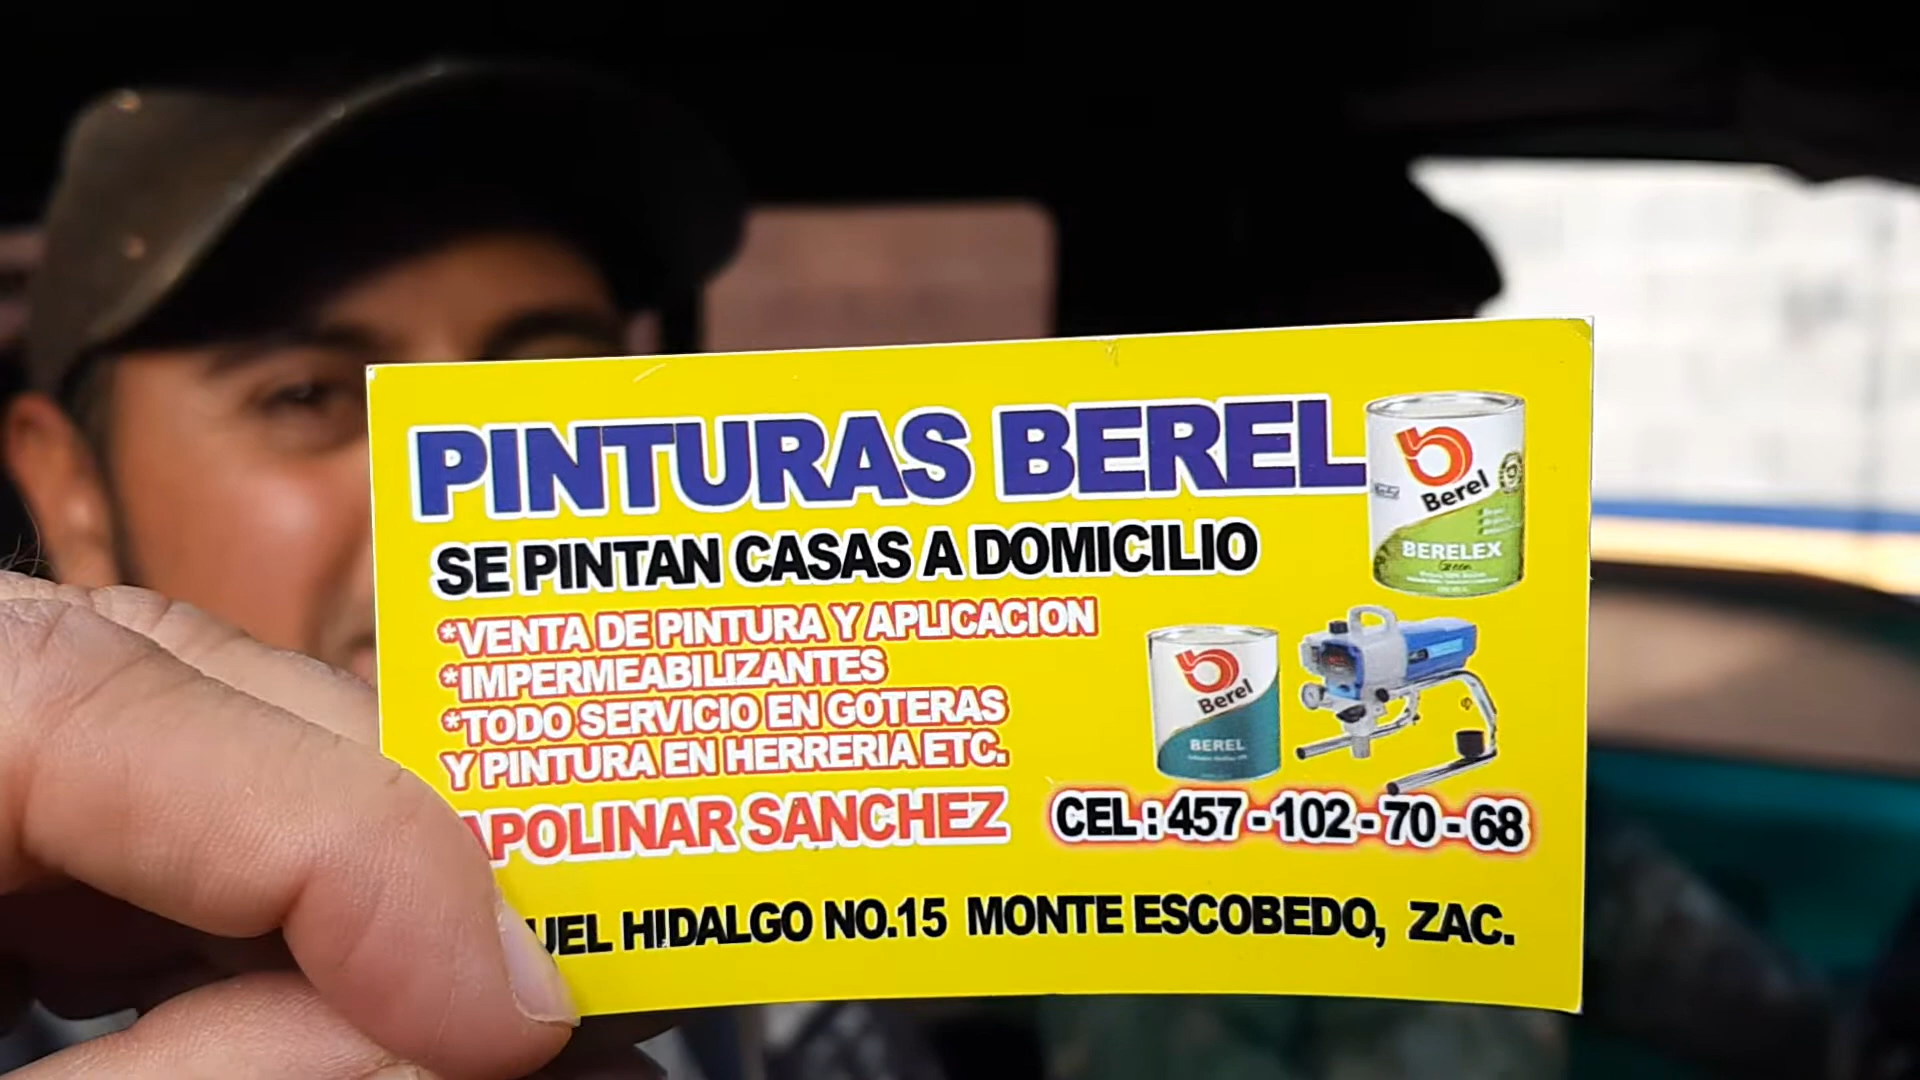 PINTURAS BEREL
SE PINTAN CASAS A DOMICILIO
*VENTA DE PINTURA Y APLICACION
*IMPERMEABILIZANTES
*TODO SERVICIO EN GOTERAS
Y PINTURA EN HERRERIA ETC.
APOLINAR SANCHEZ
CEL: 457-102-70-68
UEL HIDALGO NO.15 MONTE ESCOBEDO, ZAC.
Berel
BERELEX
Green
Berel
BEREL